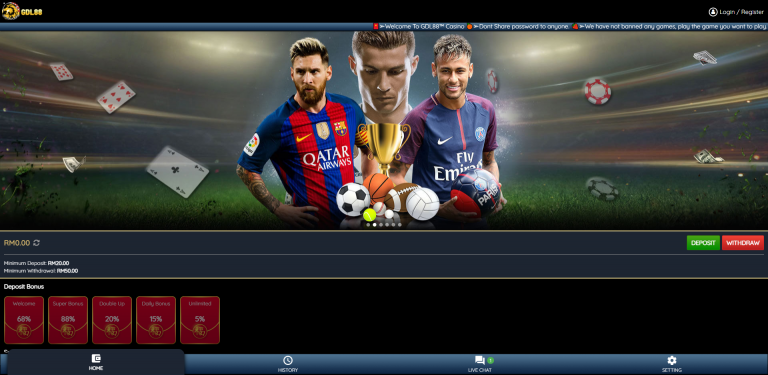 GDL88
Login / Register
Welcome To GDL88™ Casino
Dont Share password to anyone.
We have not banned any games, play the game you want to play
QATAR
AIRWAYS
Fly
Emira
PARIS
RM0.00
DEPOSIT
WITHDRAW
Minimum Deposit: RM20.00
Minimum Withdrawal: RM50.00
Deposit Bonus
Welcome
68%
Super Bonus
88%
Double Up
20%
Daily Bonus
15%
Unlimited
5%
HOME
HISTORY
1
LIVE CHAT
SETTING